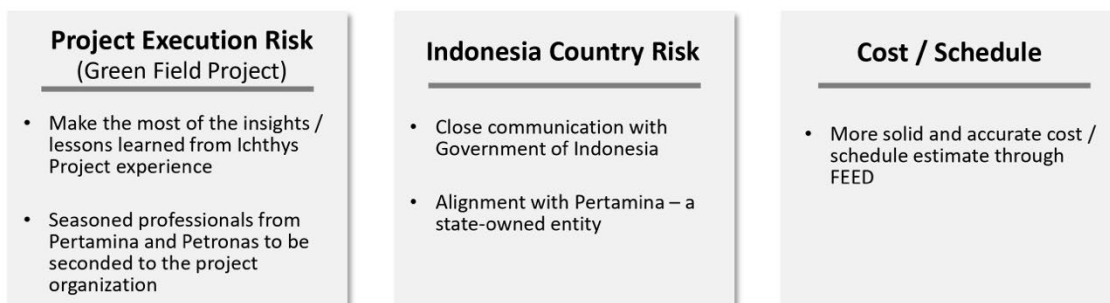 Project Execution Risk
(Green Field Project)
• Make the most of the insights /
lessons learned from Ichthys
Project experience
• Seasoned professionals from
Pertamina and Petronas to be
seconded to the project
organization
Indonesia Country Risk
• Close communication with
Government of Indonesia
• Alignment with Pertamina – a
state-owned entity
Cost / Schedule
• More solid and accurate cost /
schedule estimate through
FEED